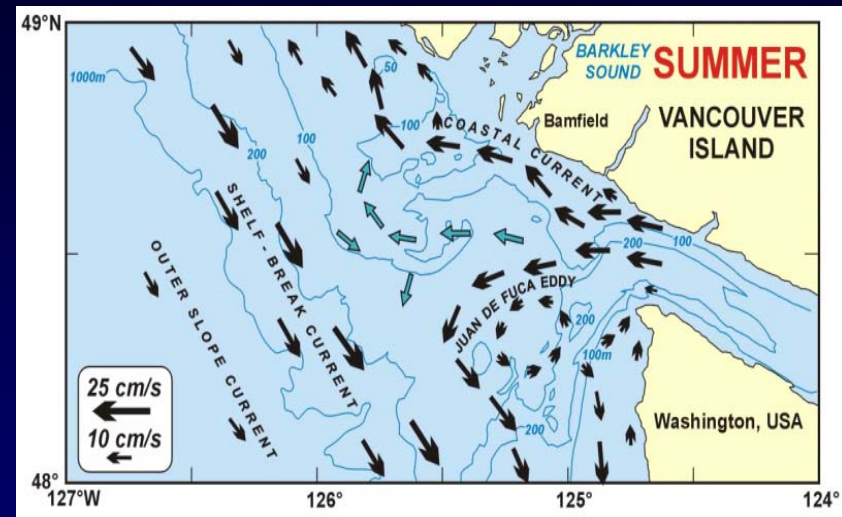 49°N
BARKLEY
SOUND
SUMMER
VANCOUVER
ISLAND
Bamfield
1000m
50
100
100
200
COASTAL CURRENT
200
100
SHELF - BREAK CURRENT
OUTER SLOPE CURRENT
JUAN DE FUCA EDDY
200
100m
200
25 cm/s
10 cm/s
Washington, USA
48°
127°W
126°
125°
124°